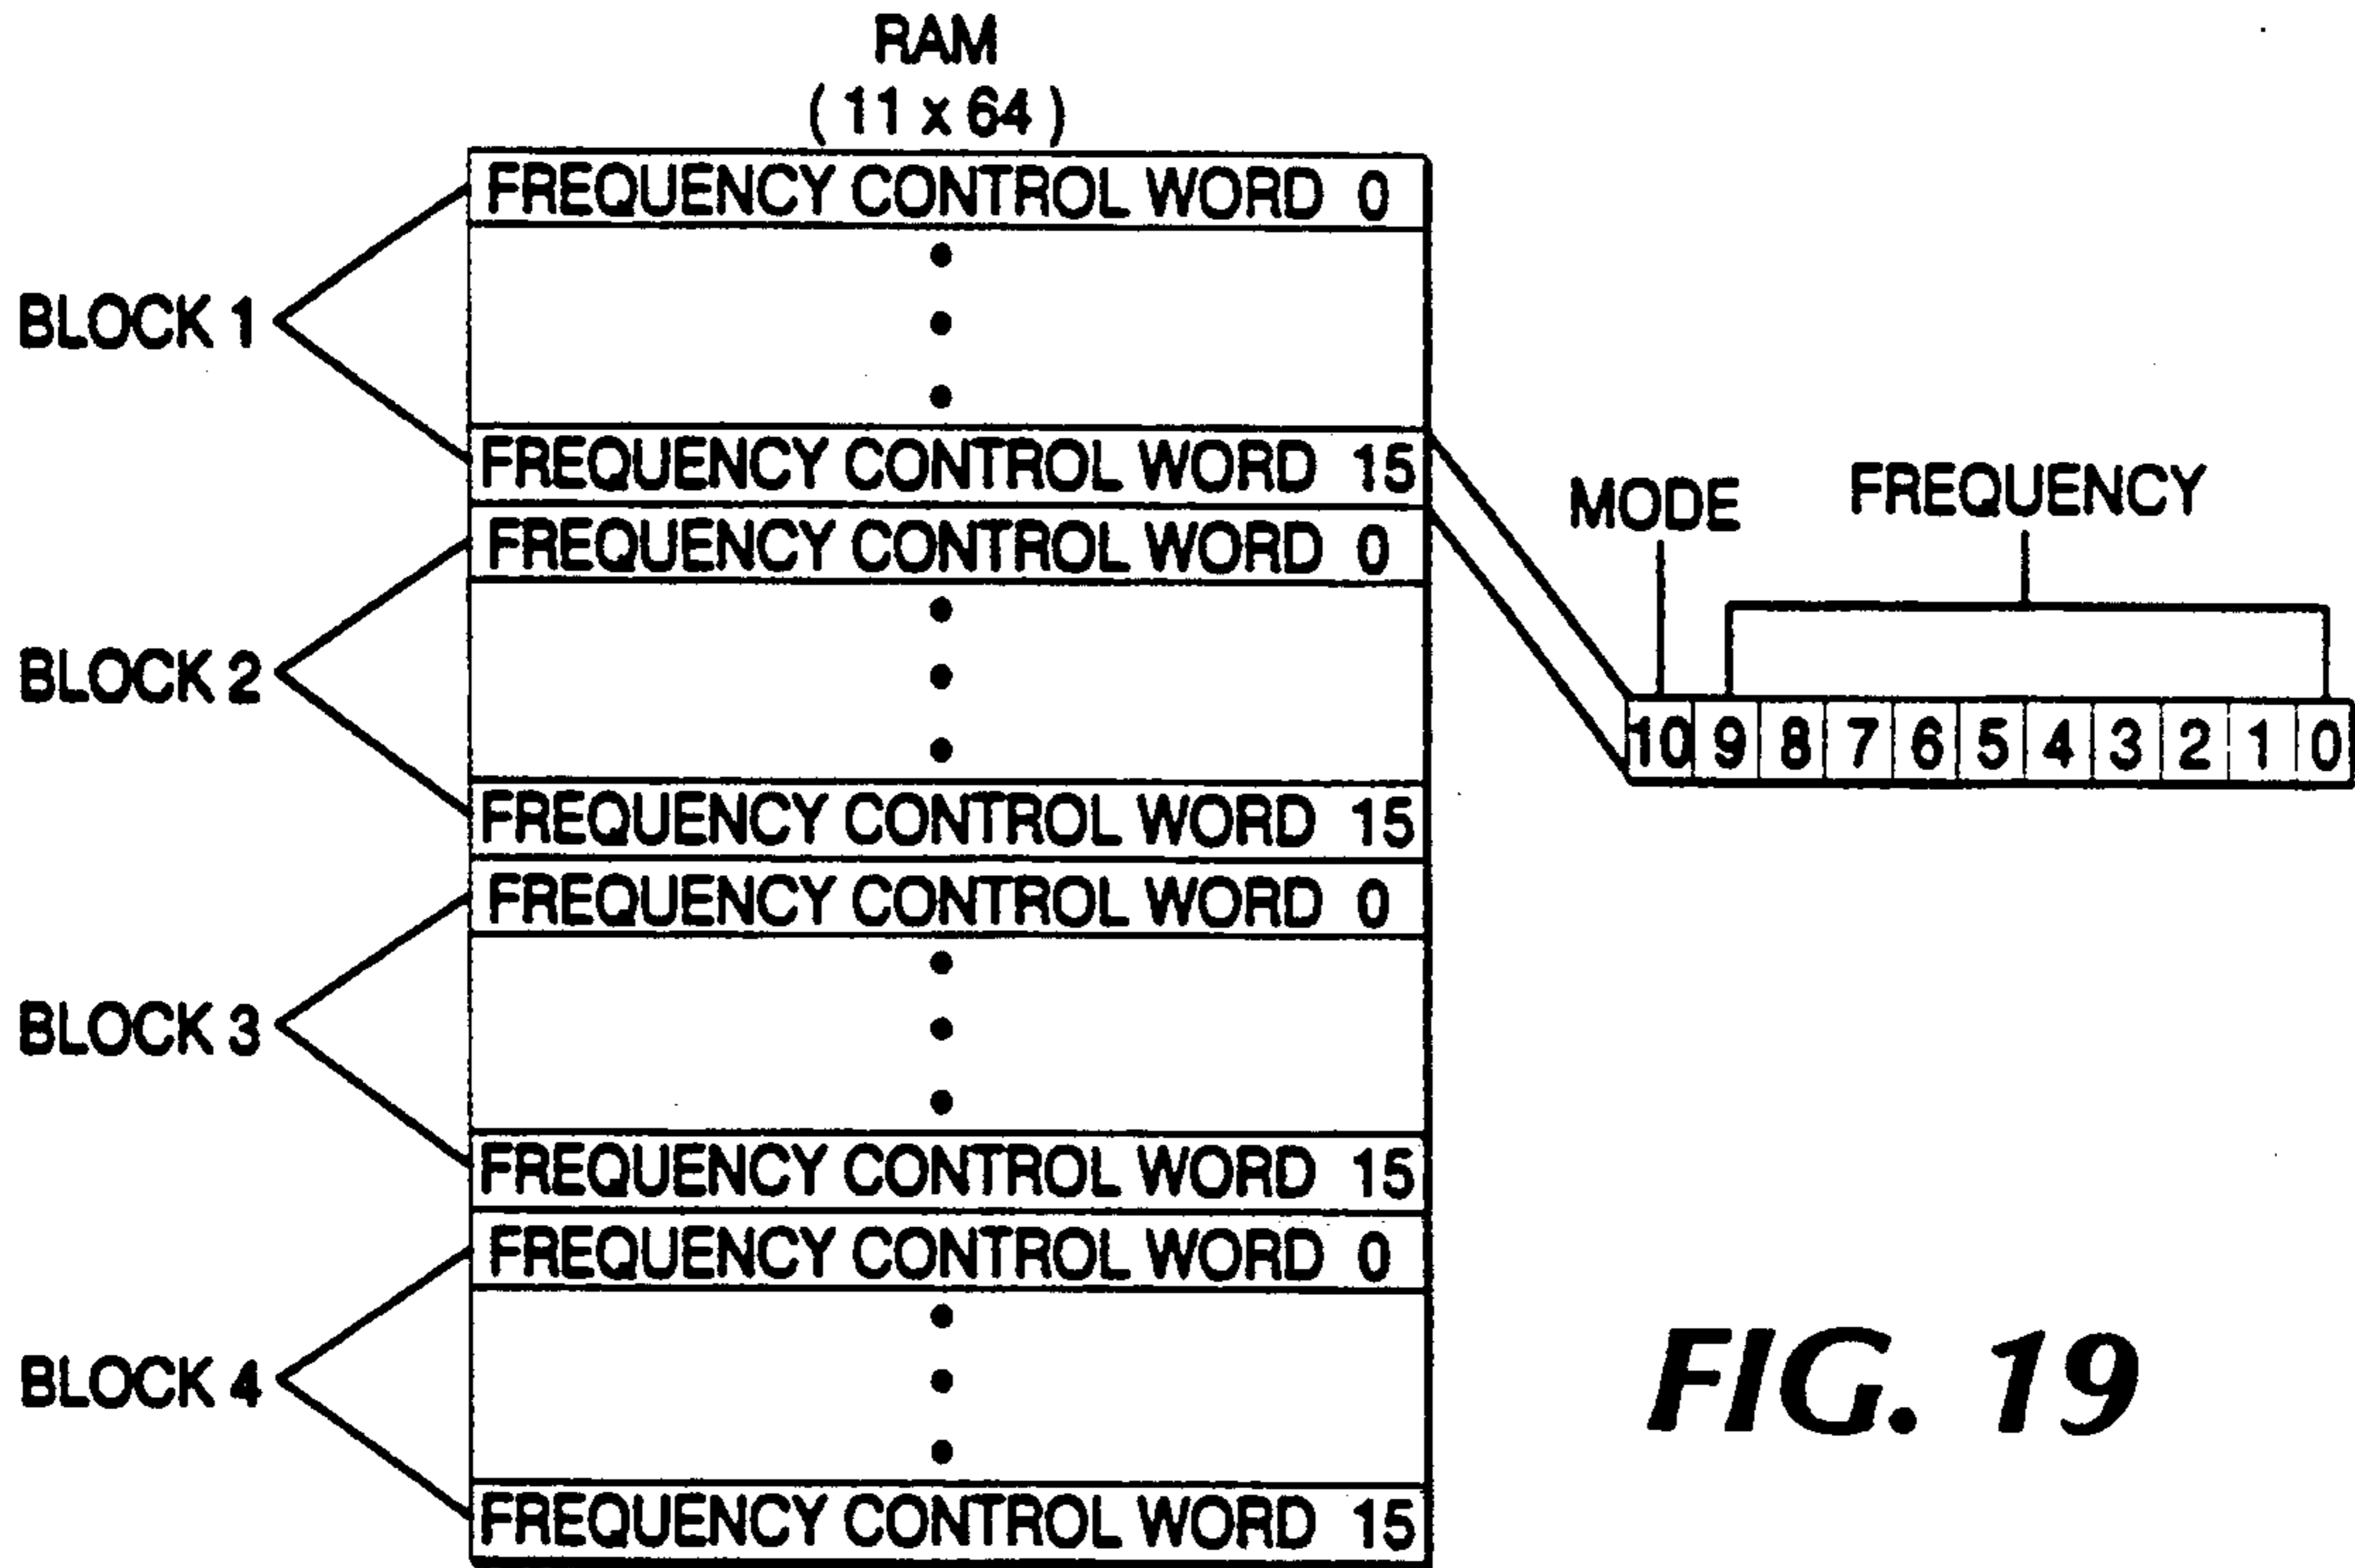 RAM
( 11 x 64 )
FREQUENCY CONTROL WORD 0
BLOCK 1
FREQUENCY CONTROL WORD 15
MODE
FREQUENCY
FREQUENCY CONTROL WORD 0
BLOCK 2
10 9 8 7 6 5 4 3 2 1 0
FREQUENCY CONTROL WORD 15
FREQUENCY CONTROL WORD 0
BLOCK 3
FREQUENCY CONTROL WORD 15
FREQUENCY CONTROL WORD 0
BLOCK 4
FREQUENCY CONTROL WORD 15
FIG. 19